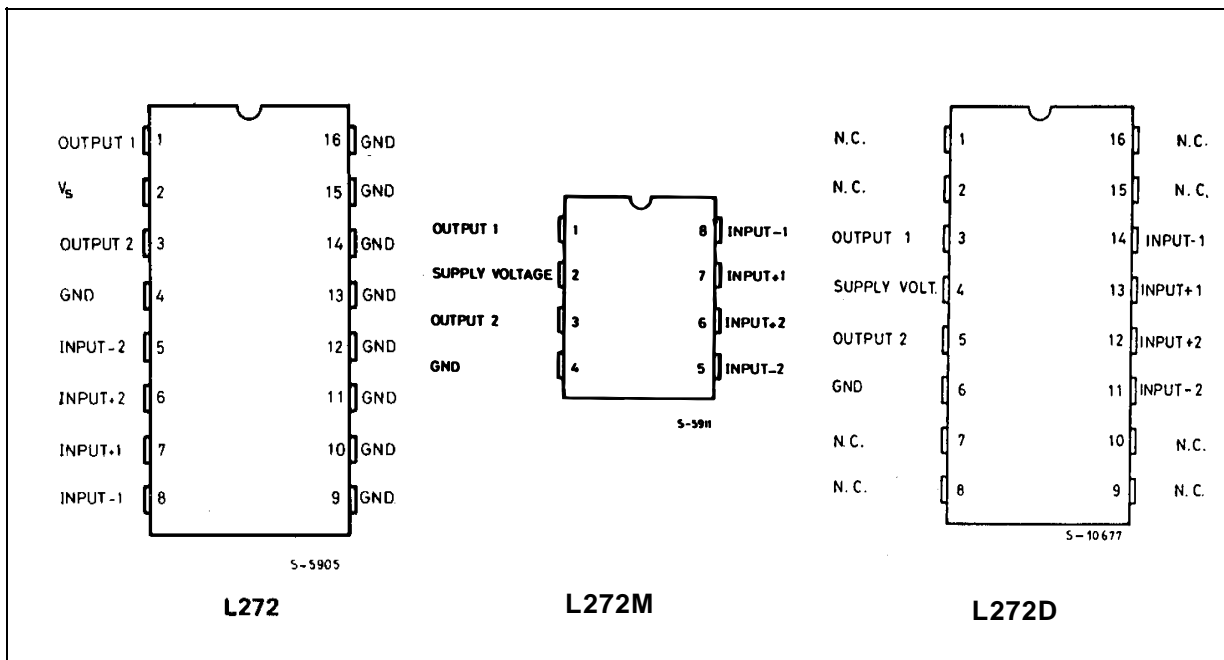 OUTPUT 1 1 16 GND
Vs 2 15 GND
OUTPUT 2 3 14 GND
GND 4 13 GND
INPUT-2 5 12 GND
INPUT+2 6 11 GND
INPUT+1 7 10 GND
INPUT-1 8 9 GND
S-5905
L272
OUTPUT 1 1 8 INPUT-1
SUPPLY VOLTAGE 2 7 INPUT+1
OUTPUT 2 3 6 INPUT+2
GND 4 5 INPUT-2
S-5911
L272M
N.C. 1 16 N.C.
N.C. 2 15 N.C.
OUTPUT 1 3 14 INPUT-1
SUPPLY VOLT. 4 13 INPUT+1
OUTPUT 2 5 12 INPUT+2
GND 6 11 INPUT-2
N.C. 7 10 N.C.
N.C. 8 9 N.C.
S-10677
L272D